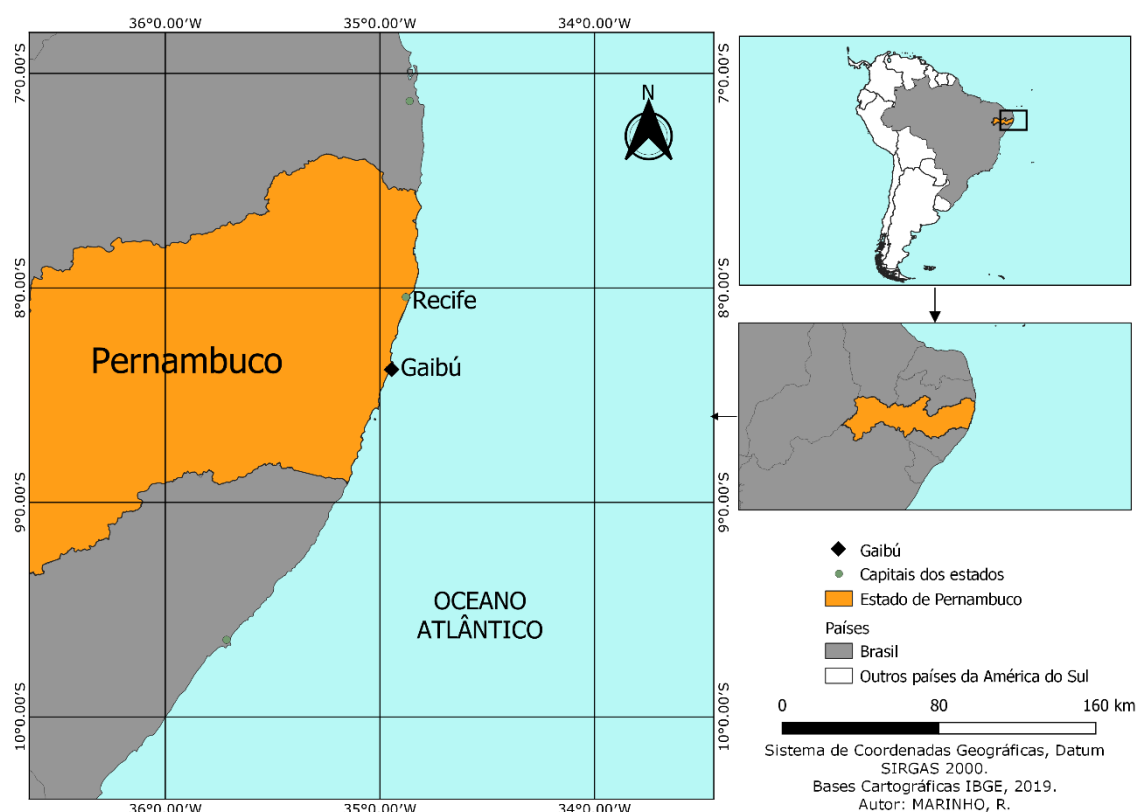 36°0.00'W
35°0.00'W
34°0.00'W
7°0.00'S
7°0.00'S
N
8°0.00'S
8°0.00'S
Recife
Pernambuco
Gaibú
9°0.00'S
9°0.00'S
OCEANO
ATLÂNTICO
10°0.00'S
10°0.00'S
36°0.00'W
35°0.00'W
34°0.00'W
Gaibú
Capitais dos estados
Estado de Pernambuco
Países
Brasil
Outros países da América do Sul
0 80 160 km
Sistema de Coordenadas Geográficas, Datum
SIRGAS 2000.
Bases Cartográficas IBGE, 2019.
Autor: MARINHO, R.